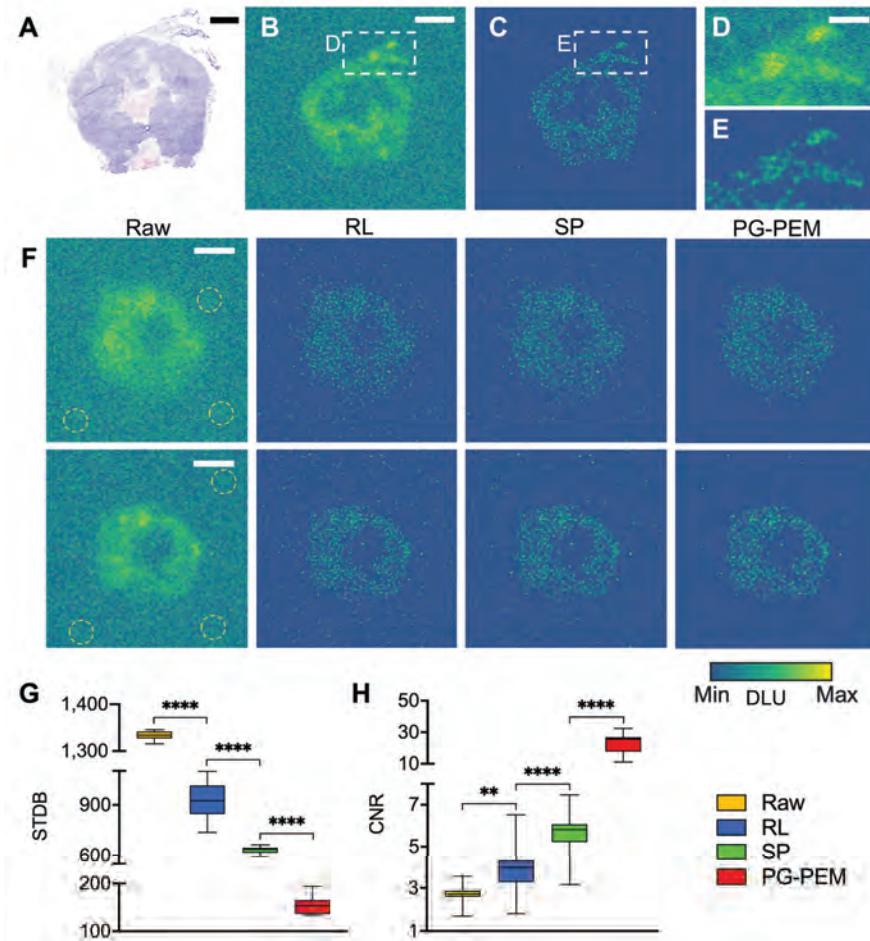 A
B
D
C
E
D
E
Raw
RL
SP
PG-PEM
F
Min
DLU
Max
G
1,400
1,300
900
600
200
100
STDB
****
****
****
H
50
30
10
7
5
3
1
CNR
**
****
****
Raw
RL
SP
PG-PEM